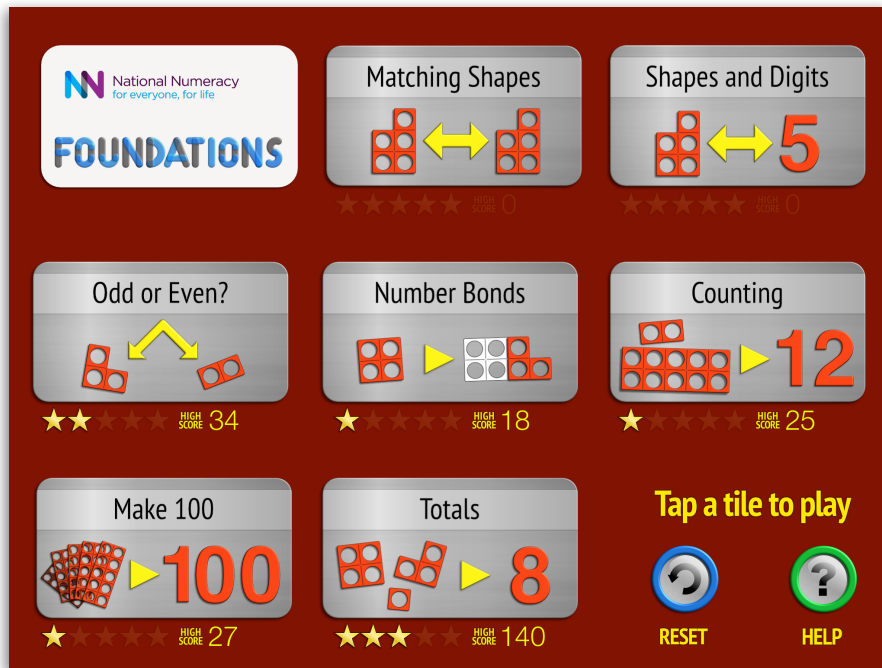 National Numeracy
for everyone, for life
FOUNDATIONS
Matching Shapes
HIGH SCORE 0
Shapes and Digits
5
HIGH SCORE 0
Odd or Even?
HIGH SCORE 34
Number Bonds
HIGH SCORE 18
Counting
12
HIGH SCORE 25
Make 100
100
HIGH SCORE 27
Totals
8
HIGH SCORE 140
Tap a tile to play
RESET
?
HELP